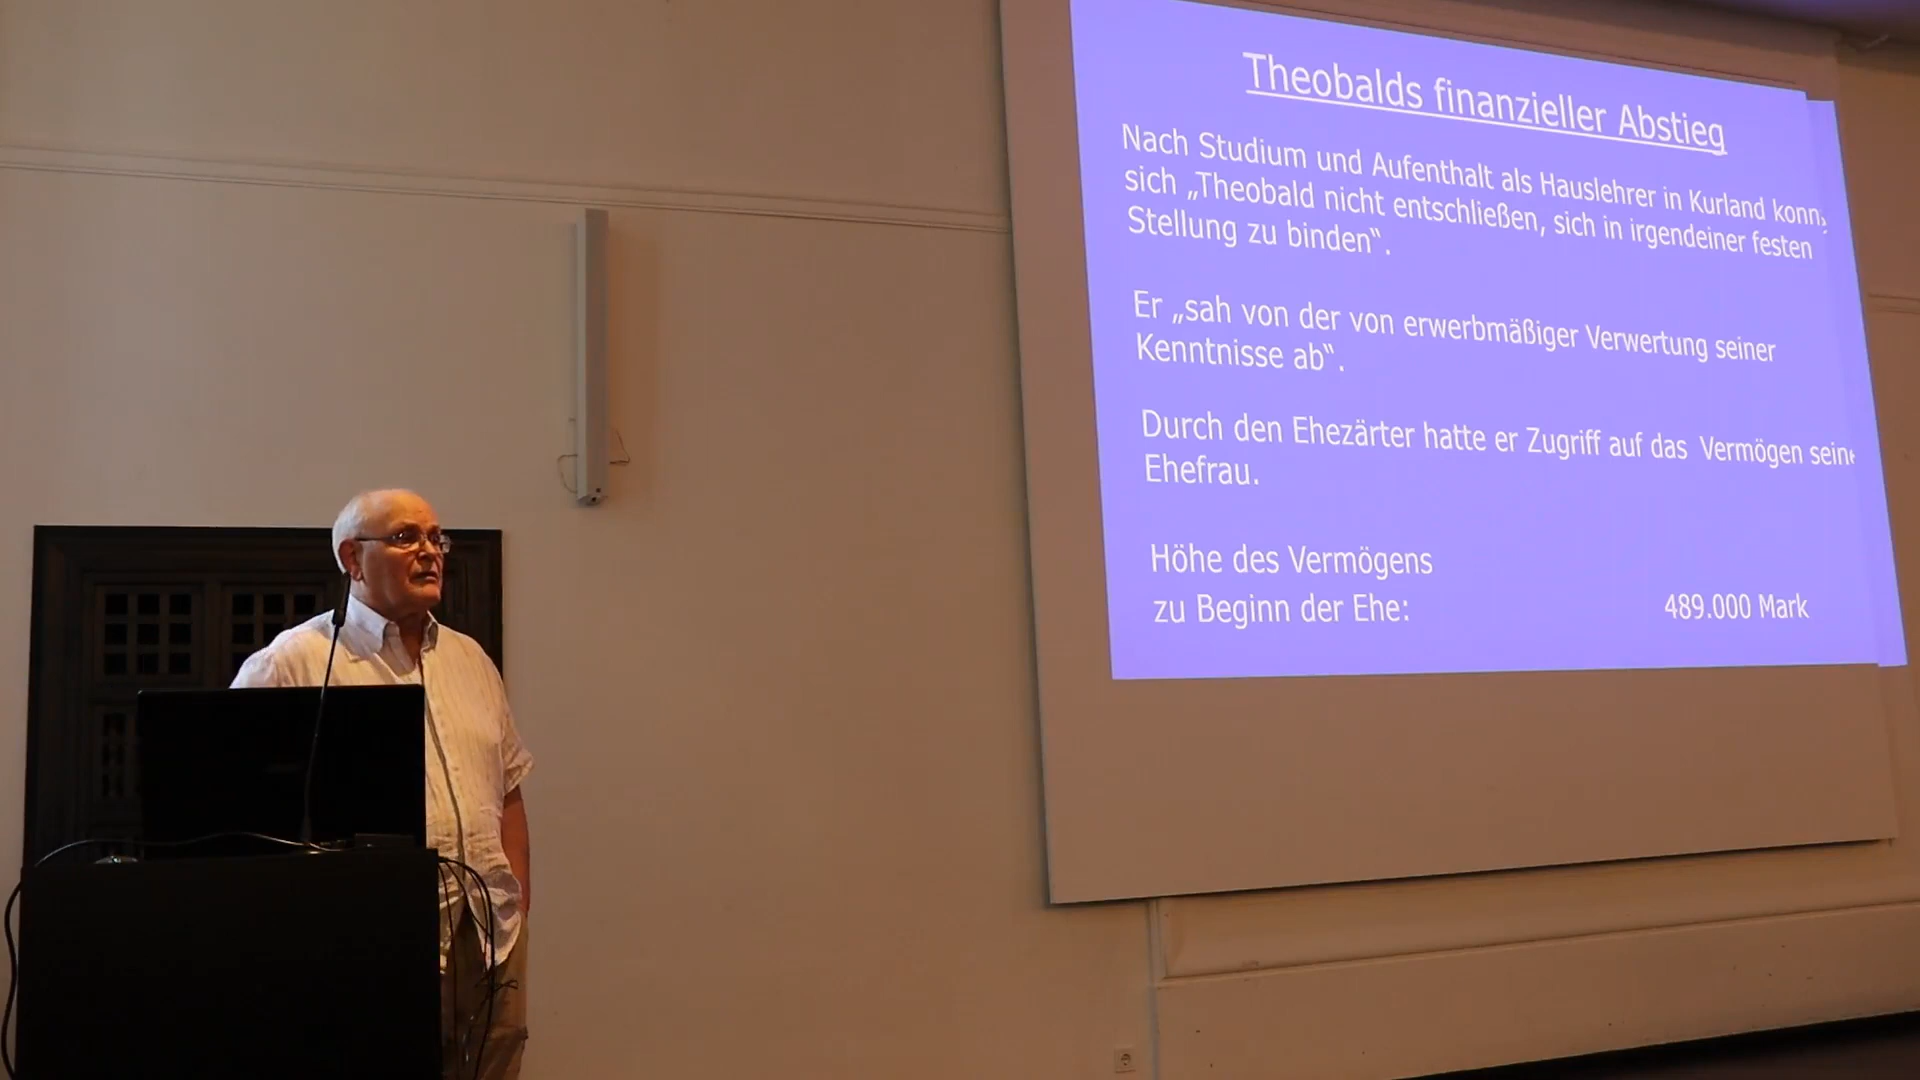 Theobalds finanzieller Abstieg
Nach Studium und Aufenthalt als Hauslehrer in Kurland konn
sich „Theobald nicht entschließen, sich in irgendeiner festen
Stellung zu binden“.
Er „sah von der von erwerbmäßiger Verwertung seiner
Kenntnisse ab“.
Durch den Ehezärter hatte er Zugriff auf das Vermögen seine
Ehefrau.
Höhe des Vermögens
zu Beginn der Ehe: 489.000 Mark